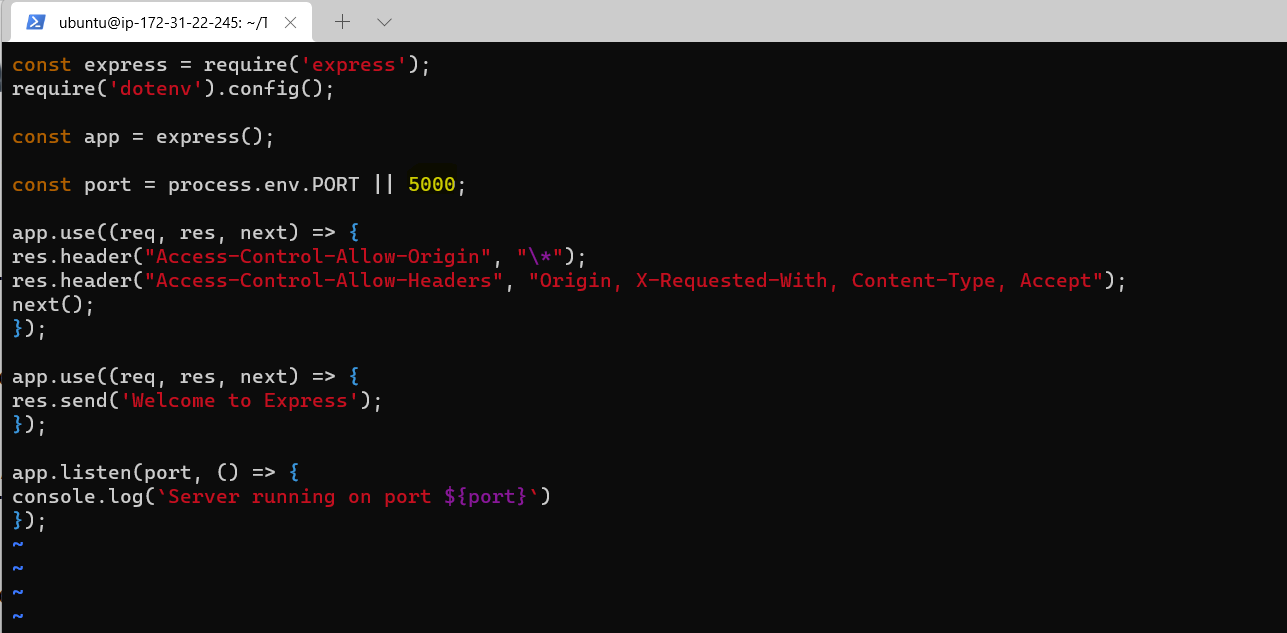 ubuntu@ip-172-31-22-245: ~/T
const express = require('express');
require('dotenv').config();
const app = express();
const port = process.env.PORT || 5000;
app.use((req, res, next) => {
res.header("Access-Control-Allow-Origin", "\*");
res.header("Access-Control-Allow-Headers", "Origin, X-Requested-With, Content-Type, Accept");
next();
});
app.use((req, res, next) => {
res.send('Welcome to Express');
});
app.listen(port, () => {
console.log(`Server running on port ${port}`)
});
~
~
~
~